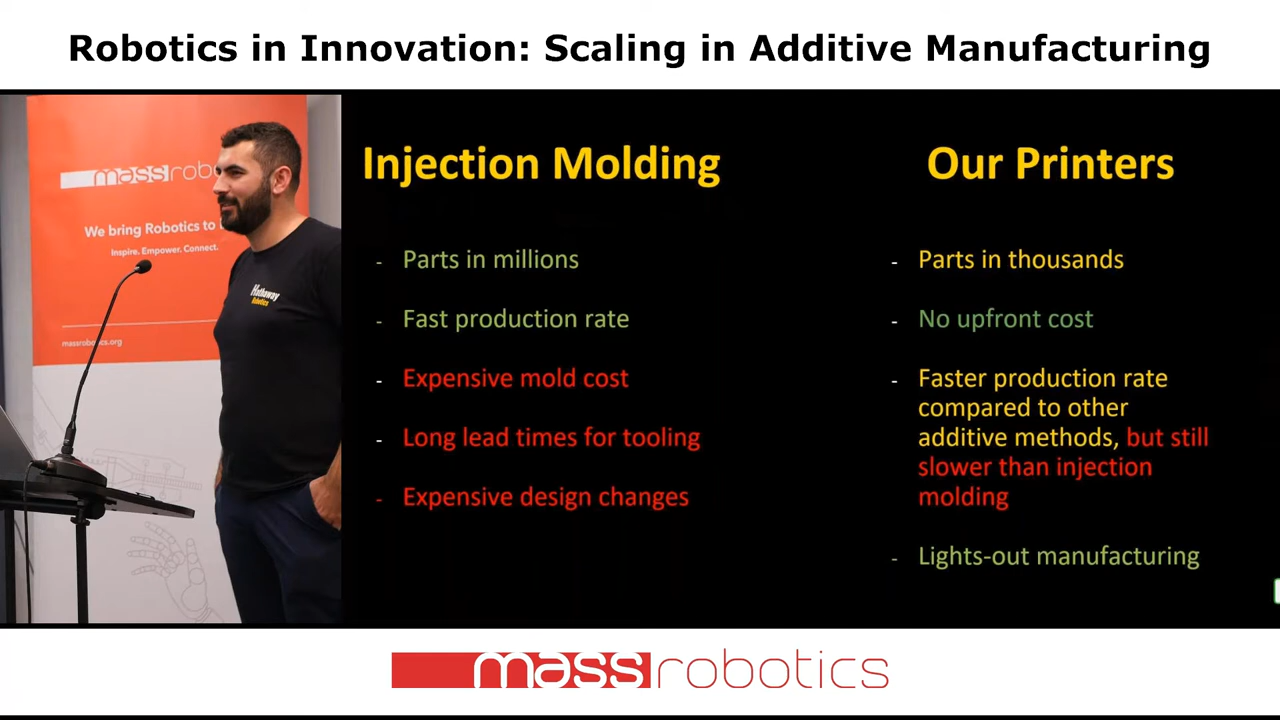 Robotics in Innovation: Scaling in Additive Manufacturing
massrobo
We bring Robotics to
Inspire. Empower. Connect.
massrobotics.org
Hathaway
Robotics
Injection Molding
- Parts in millions
- Fast production rate
- Expensive mold cost
- Long lead times for tooling
- Expensive design changes
Our Printers
- Parts in thousands
- No upfront cost
- Faster production rate
compared to other
additive methods, but still
slower than injection
molding
- Lights-out manufacturing
massrobotics